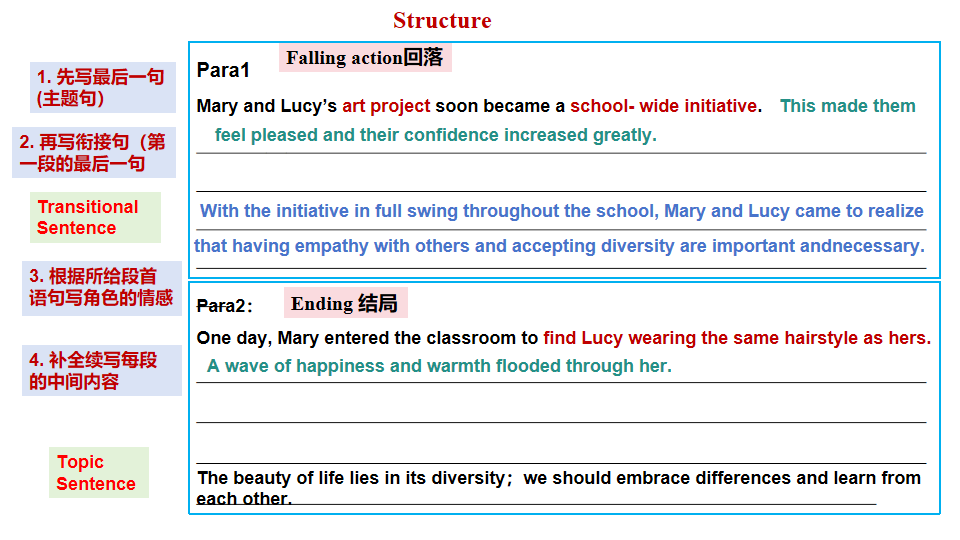 Structure
1. 先写最后一句
(主题句）
2. 再写衔接句（第
一段的最后一句
Transitional
Sentence
3. 根据所给段首
语句写角色的情感
4. 补全续写每段
的中间内容
Topic
Sentence
Falling action回落
Para1
Mary and Lucy’s art project soon became a school- wide initiative. This made them
feel pleased and their confidence increased greatly.
With the initiative in full swing throughout the school, Mary and Lucy came to realize
that having empathy with others and accepting diversity are important andnecessary.
Para2： Ending 结局
One day, Mary entered the classroom to find Lucy wearing the same hairstyle as hers.
A wave of happiness and warmth flooded through her.
The beauty of life lies in its diversity；we should embrace differences and learn from
each other.